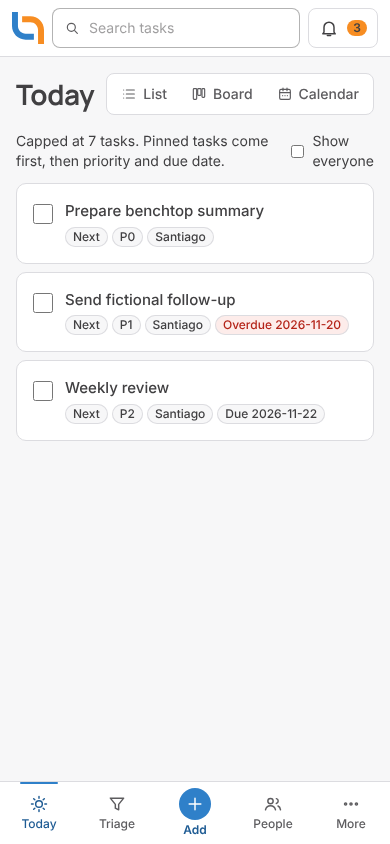 Search tasks
3
Today
List
Board
Calendar
Capped at 7 tasks. Pinned tasks come
first, then priority and due date.
Show
everyone
Prepare benchtop summary
Next P0 Santiago
Send fictional follow-up
Next P1 Santiago Overdue 2026-11-20
Weekly review
Next P2 Santiago Due 2026-11-22
Today
Triage
Add
People
More